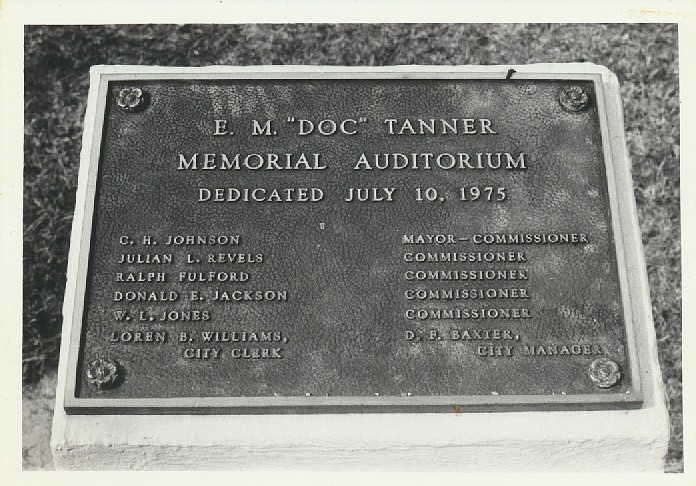 E. M. "DOC" TANNER
MEMORIAL AUDITORIUM
DEDICATED JULY 10, 1975
C. H. JOHNSON MAYOR-COMMISSIONER
JULIAN L. REVELS COMMISSIONER
RALPH FULFORD COMMISSIONER
DONALD E. JACKSON COMMISSIONER
W. L. JONES COMMISSIONER
LOREN B. WILLIAMS, D. F. BAXTER,
CITY CLERK CITY MANAGER